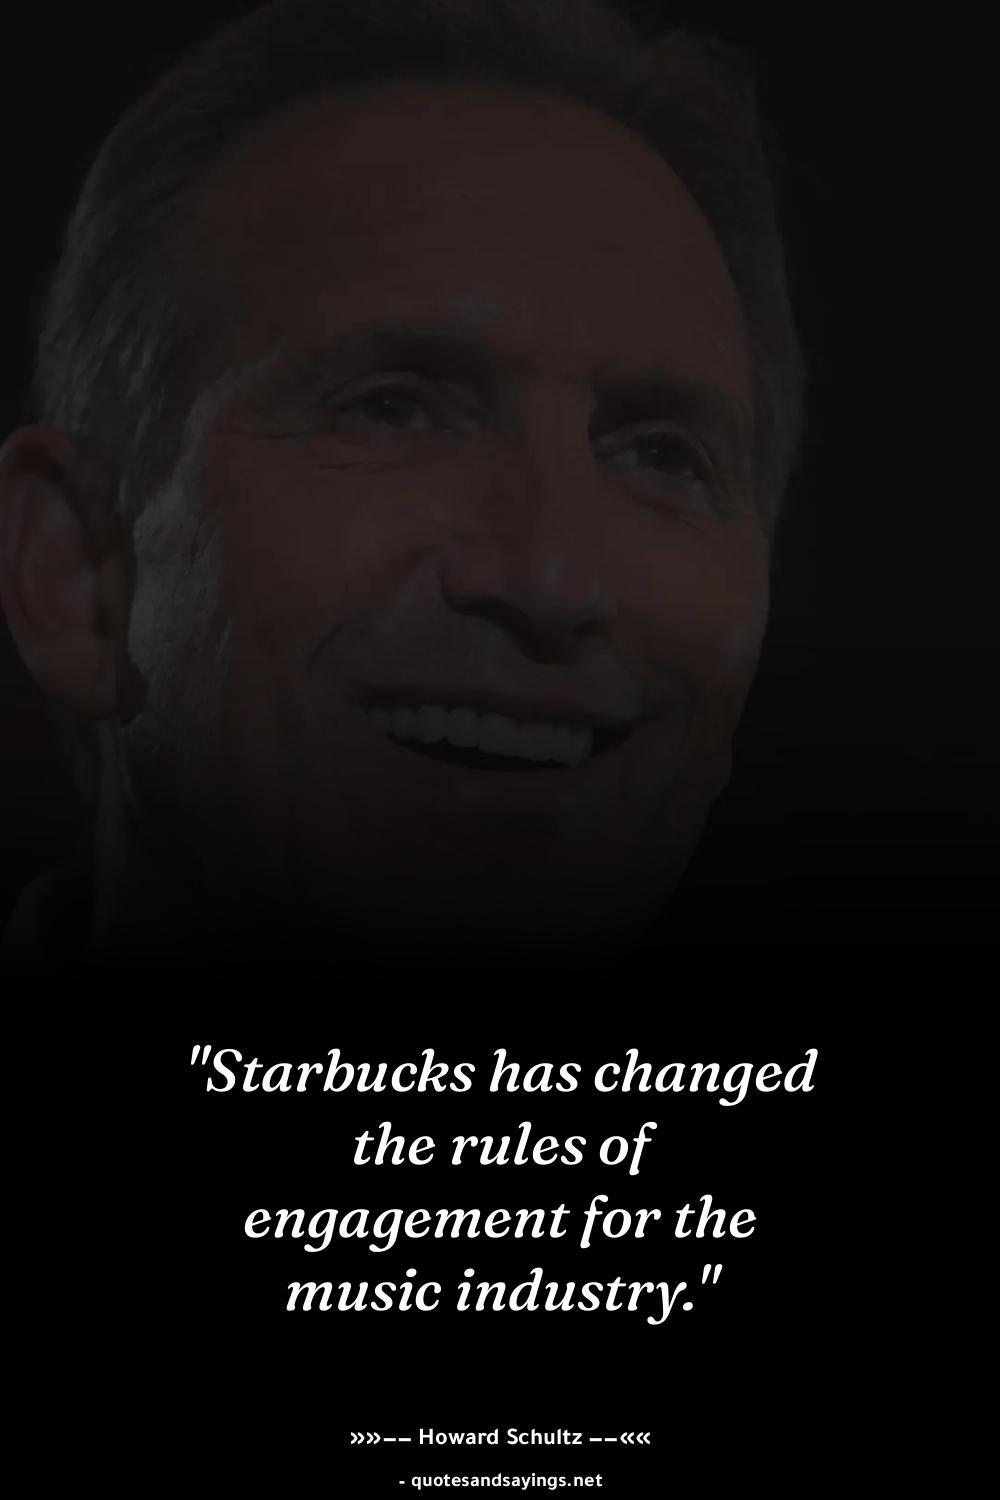 "Starbucks has changed
the rules of
engagement for the
music industry."
»»–– Howard Schultz ––««
- quotesandsayings.net